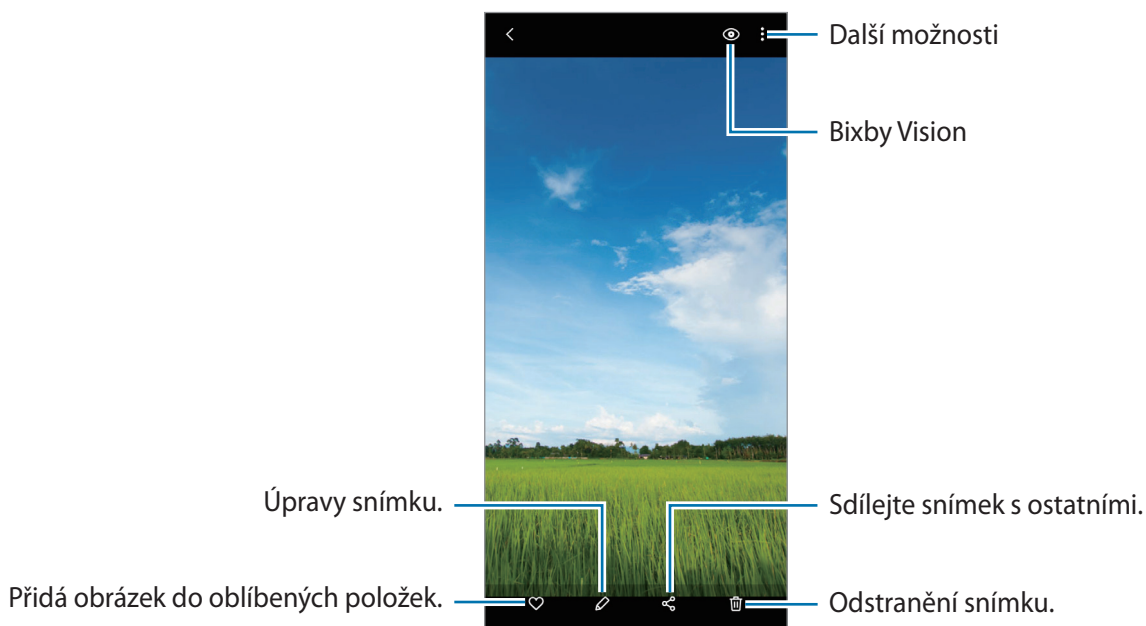 Další možnosti
Bixby Vision
Úpravy snímku.
Sdílejte snímek s ostatními.
Přidá obrázek do oblíbených položek.
Odstranění snímku.